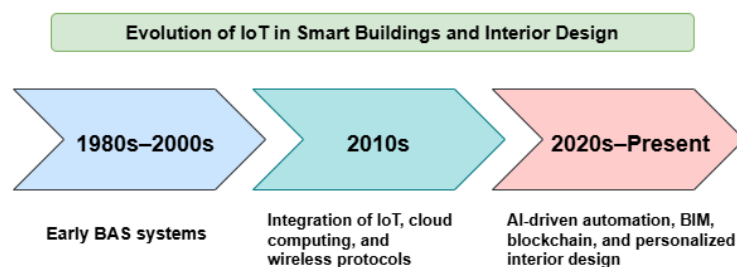 Evolution of IoT in Smart Buildings and Interior Design
1980s–2000s
2010s
2020s–Present
Early BAS systems
Integration of IoT, cloud
computing, and
wireless protocols
AI-driven automation, BIM,
blockchain, and personalized
interior design